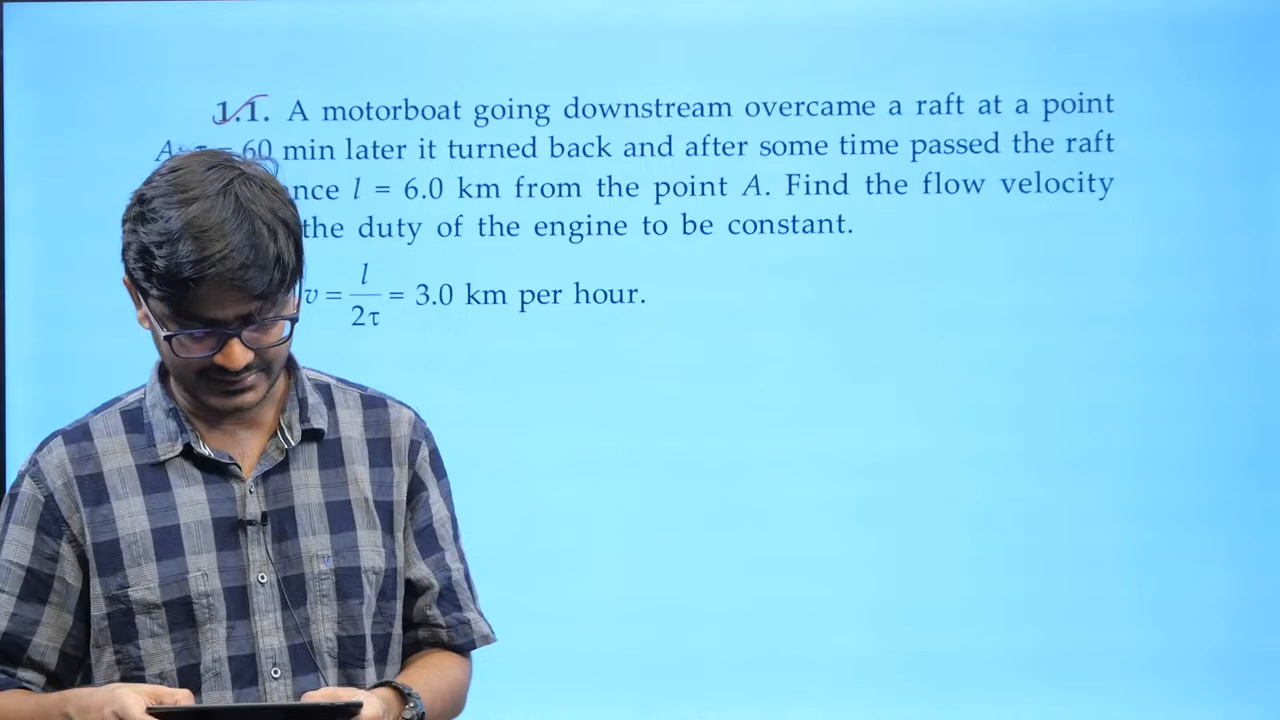 1.1. A motorboat going downstream overcame a raft at a point
A; τ = 60 min later it turned back and after some time passed the raft
nce l = 6.0 km from the point A. Find the flow velocity
the duty of the engine to be constant.
v = l / 2τ = 3.0 km per hour.